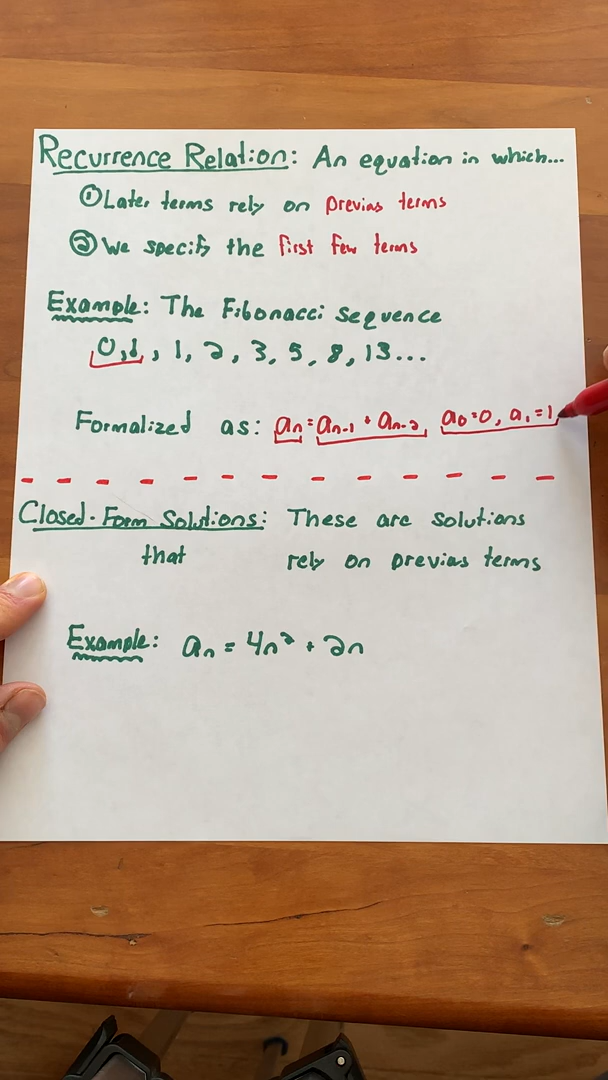 Recurrence Relation: An equation in which...
① Later terms rely on previas terms
② We specify the first few terms
Example: The Fibonacci sequence
0,1, 1, 2, 3, 5, 8, 13...
Formalized as: aₙ = aₙ₋₁ + aₙ₋₂, a₀=0, a₁=1
Closed-Form Solutions: These are solutions
that rely on previas terms
Example: aₙ = 4n² + 2n